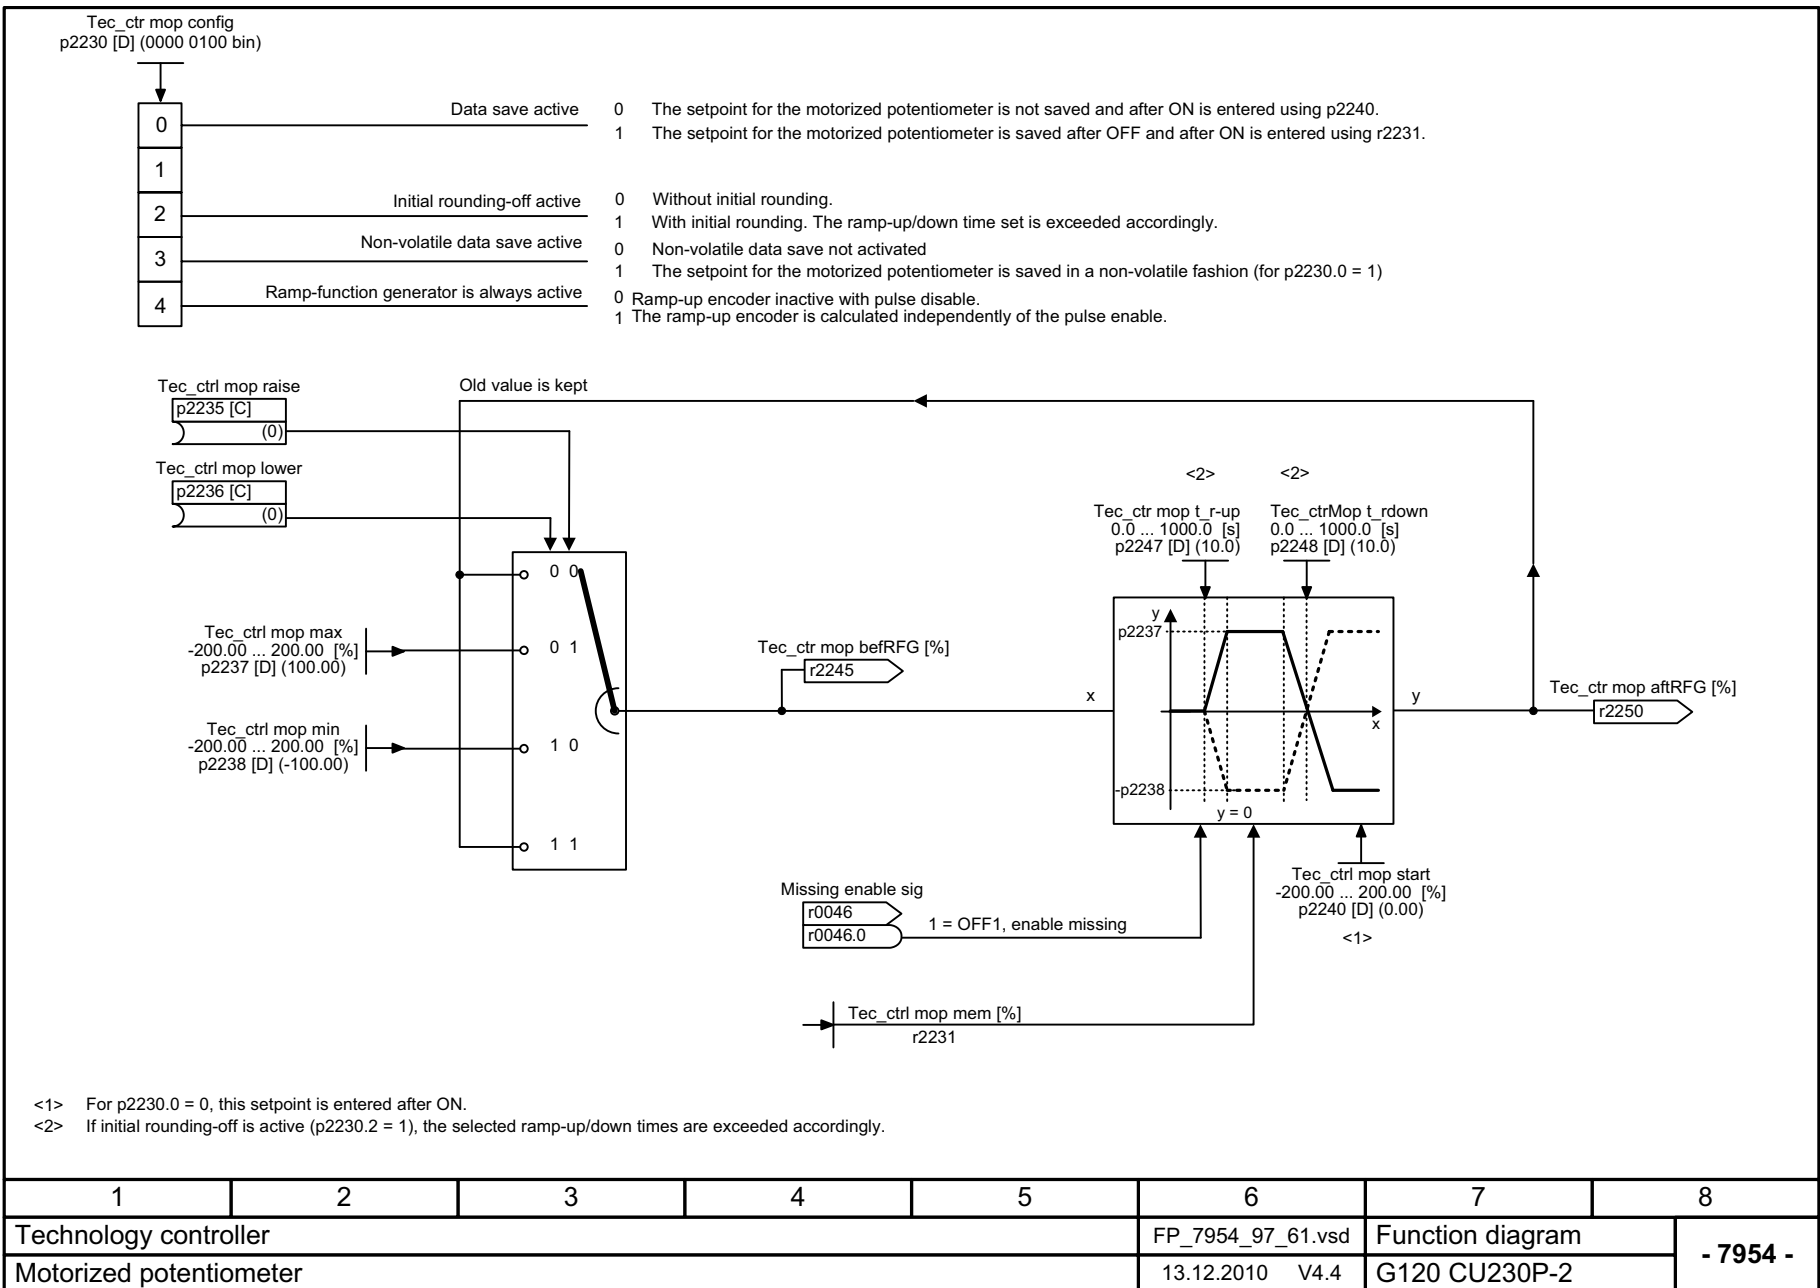 Tec_ctr mop config
p2230 [D] (0000 0100 bin)
0
Data save active
0 The setpoint for the motorized potentiometer is not saved and after ON is entered using p2240.
1 The setpoint for the motorized potentiometer is saved after OFF and after ON is entered using r2231.
1
2
Initial rounding-off active
0 Without initial rounding.
1 With initial rounding. The ramp-up/down time set is exceeded accordingly.
3
Non-volatile data save active
0 Non-volatile data save not activated
1 The setpoint for the motorized potentiometer is saved in a non-volatile fashion (for p2230.0 = 1)
4
Ramp-function generator is always active
0 Ramp-up encoder inactive with pulse disable.
1 The ramp-up encoder is calculated independently of the pulse enable.
Tec_ctrl mop raise
p2235 [C]
(0)
Old value is kept
Tec_ctrl mop lower
p2236 [C]
(0)
<2>
<2>
Tec_ctr mop t_r-up
0.0 ... 1000.0 [s]
p2247 [D] (10.0)
Tec_ctrMop t_rdown
0.0 ... 1000.0 [s]
p2248 [D] (10.0)
0 0
Tec_ctrl mop max
-200.00 ... 200.00 [%]
p2237 [D] (100.00)
0 1
Tec_ctrl mop min
-200.00 ... 200.00 [%]
p2238 [D] (-100.00)
1 0
1 1
Tec_ctr mop befRFG [%]
r2245
x
y
p2237
x
-p2238
y = 0
y
Tec_ctr mop aftRFG [%]
r2250
Missing enable sig
r0046
r0046.0
1 = OFF1, enable missing
Tec_ctrl mop start
-200.00 ... 200.00 [%]
p2240 [D] (0.00)
<1>
Tec_ctrl mop mem [%]
r2231
<1> For p2230.0 = 0, this setpoint is entered after ON.
<2> If initial rounding-off is active (p2230.2 = 1), the selected ramp-up/down times are exceeded accordingly.
1 2 3 4 5 6 7 8
Technology controller
FP_7954_97_61.vsd
Function diagram
- 7954 -
Motorized potentiometer
13.12.2010 V4.4
G120 CU230P-2